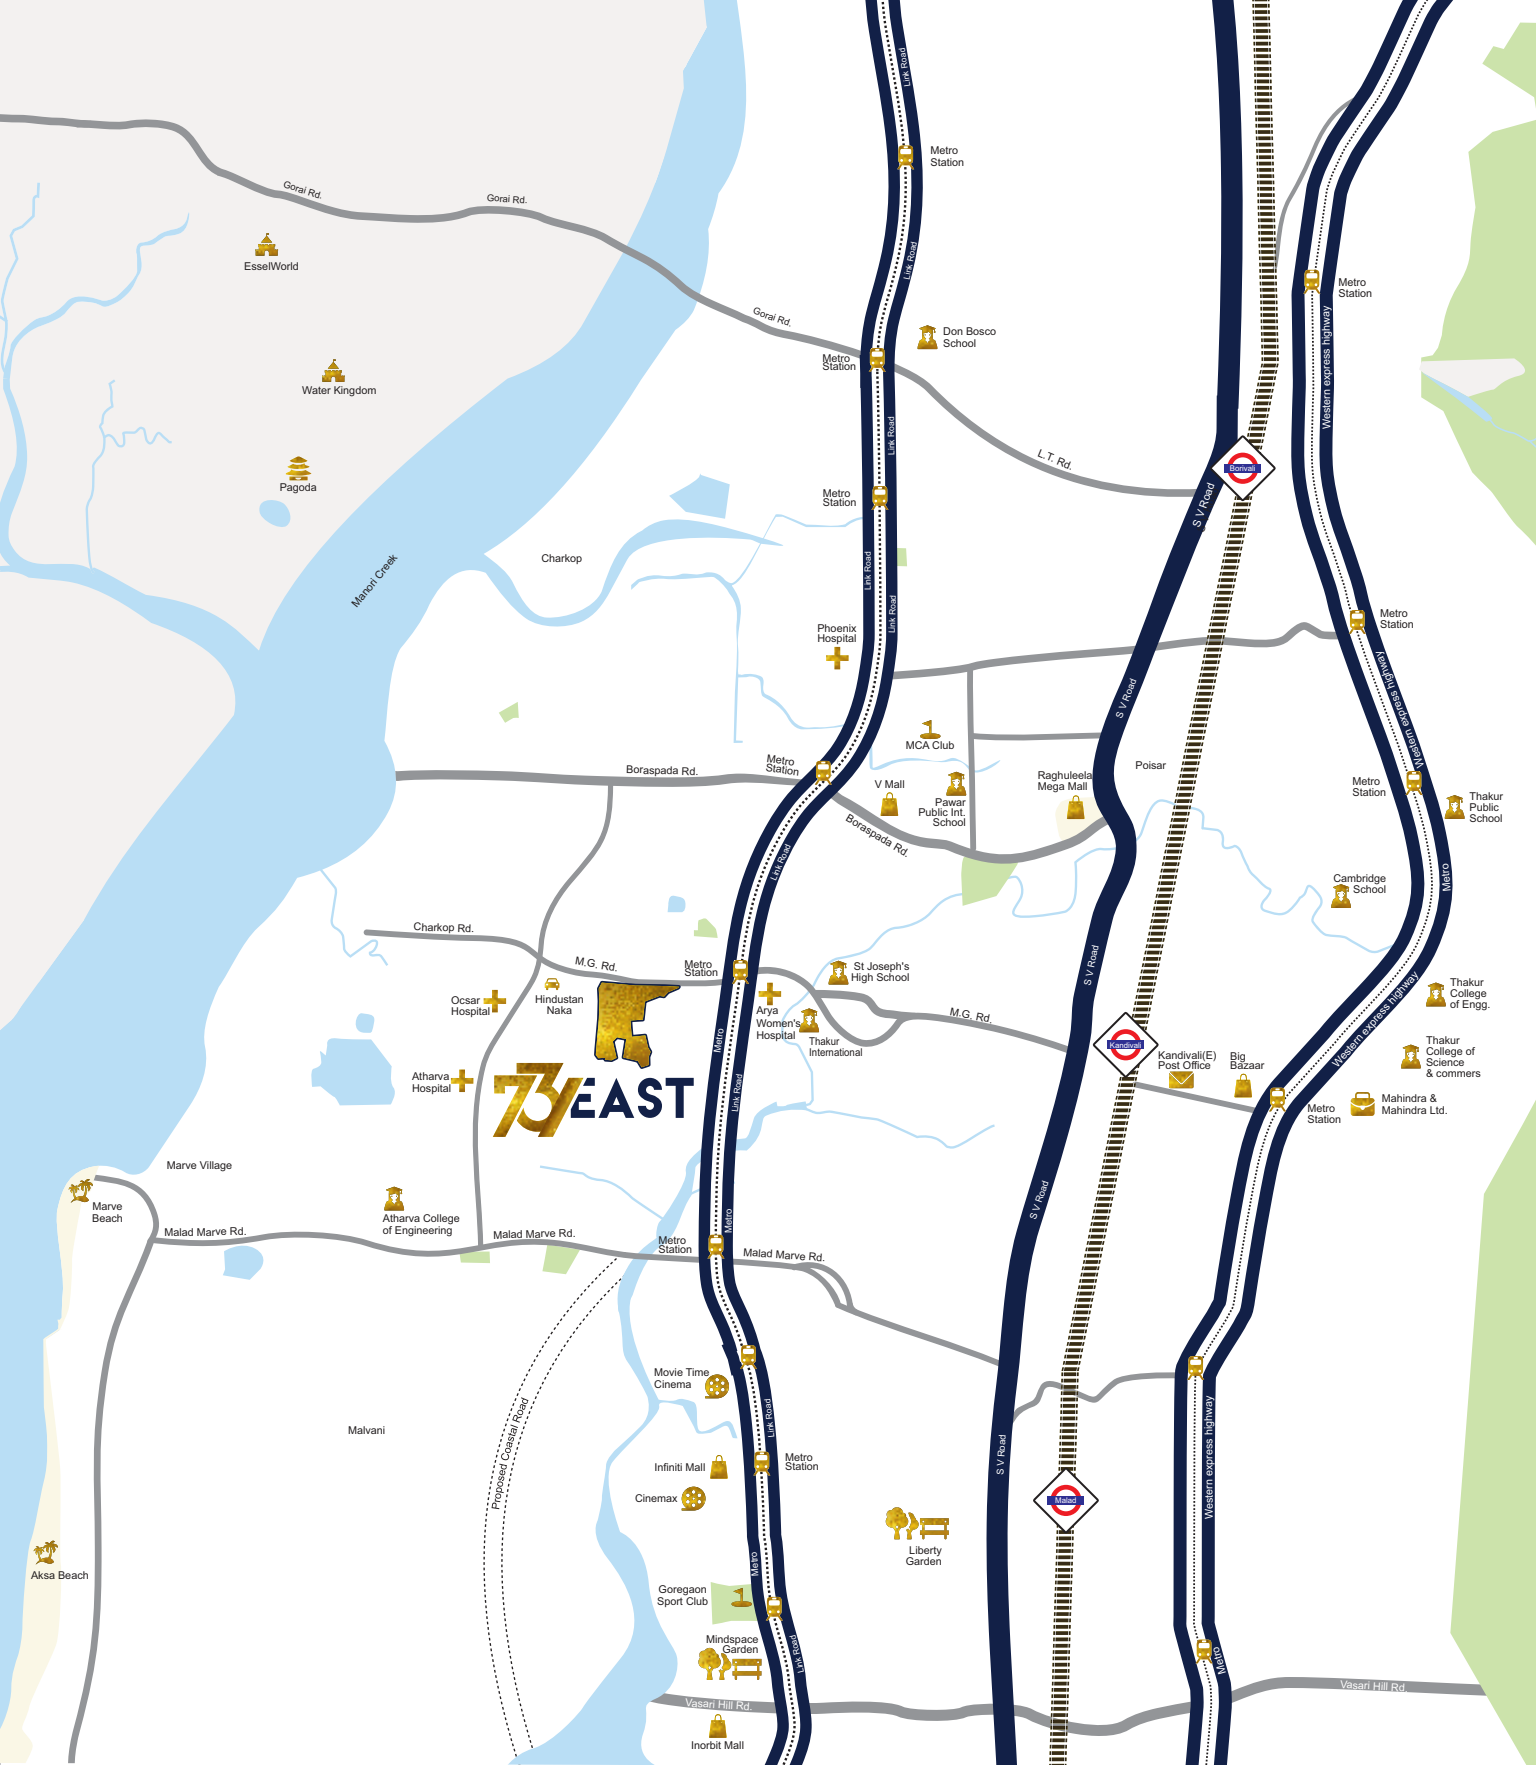 Link Road
Metro
Station
Gorai Rd.
Gorai Rd.
EsselWorld
Link Road
Metro
Station
Gorai Rd.
Don Bosco
School
Metro
Station
Western express highway
Water Kingdom
Link Road
L.T. Rd.
Borivali
Pagoda
Metro
Station
S V Road
Manori Creek
Charkop
Link Road
Link Road
Phoenix
Hospital
Metro
Station
Western express highway
S V Road
MCA Club
Boraspada Rd.
Metro
Station
V Mall
Pawar
Public Int.
School
Raghuleela
Mega Mall
Poisar
Metro
Station
Thakur
Public
School
Boraspada Rd.
Link Road
Cambridge
School
Metro
Charkop Rd.
M.G. Rd.
Metro
Station
St Joseph's
High School
S V Road
Thakur
College
of Engg.
Ocsar
Hospital
Hindustan
Naka
Arya
Women's
Hospital
Thakur
International
M.G. Rd.
Kandivali
Western express highway
Metro
Kandivali(E)
Post Office
Big
Bazaar
Thakur
College of
Science
& commers
Atharva
Hospital
EAST
Link Road
Metro
Station
Mahindra &
Mahindra Ltd.
Marve Village
Marve
Beach
Malad Marve Rd.
Atharva College
of Engineering
Malad Marve Rd.
Metro
Metro
Station
Malad Marve Rd.
S V Road
Movie Time
Cinema
Proposed Coastal Road
Link Road
Western express highway
Malvani
Infiniti Mall
Metro
Station
S V Road
Cinemax
Malad
Liberty
Garden
Metro
Aksa Beach
Goregaon
Sport Club
Mindspace
Garden
Link Road
Metro
Vasari Hill Rd.
Vasari Hill Rd
Inorbit Mall